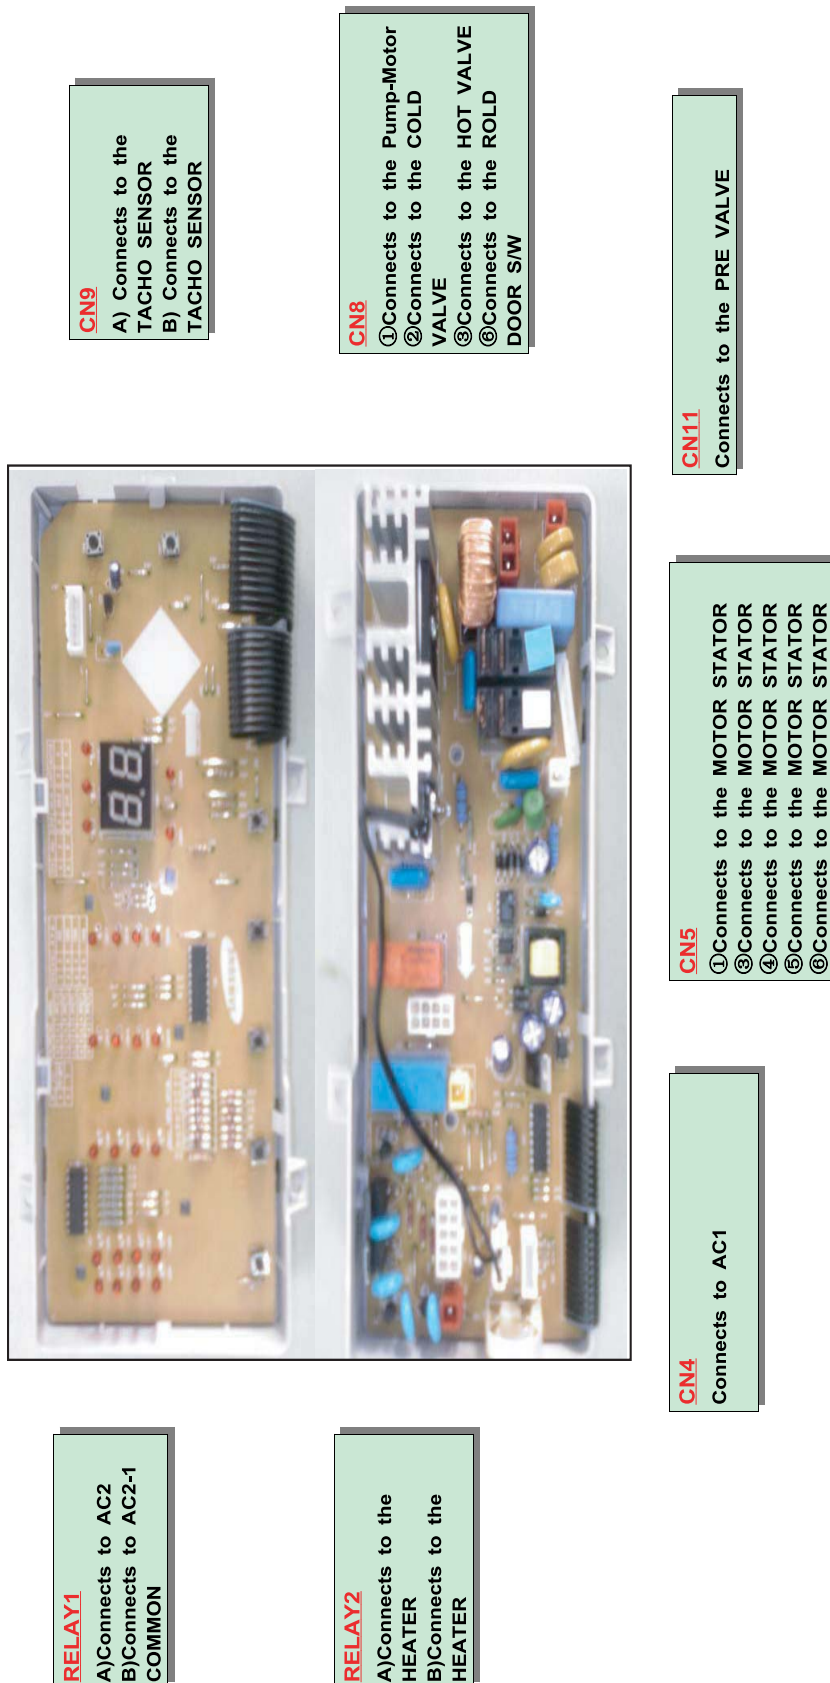 CN9
A) Connects to the
TACHO SENSOR
B) Connects to the
TACHO SENSOR
CN8
①Connects to the Pump-Motor
②Connects to the COLD
VALVE
③Connects to the HOT VALVE
⑥Connects to the ROLD
DOOR S/W
CN11
Connects to the PRE VALVE
CN5
①Connects to the MOTOR STATOR
③Connects to the MOTOR STATOR
④Connects to the MOTOR STATOR
⑤Connects to the MOTOR STATOR
⑥Connects to the MOTOR STATOR
CN4
Connects to AC1
RELAY1
A)Connects to AC2
B)Connects to AC2-1
COMMON
RELAY2
A)Connects to the
HEATER
B)Connects to the
HEATER